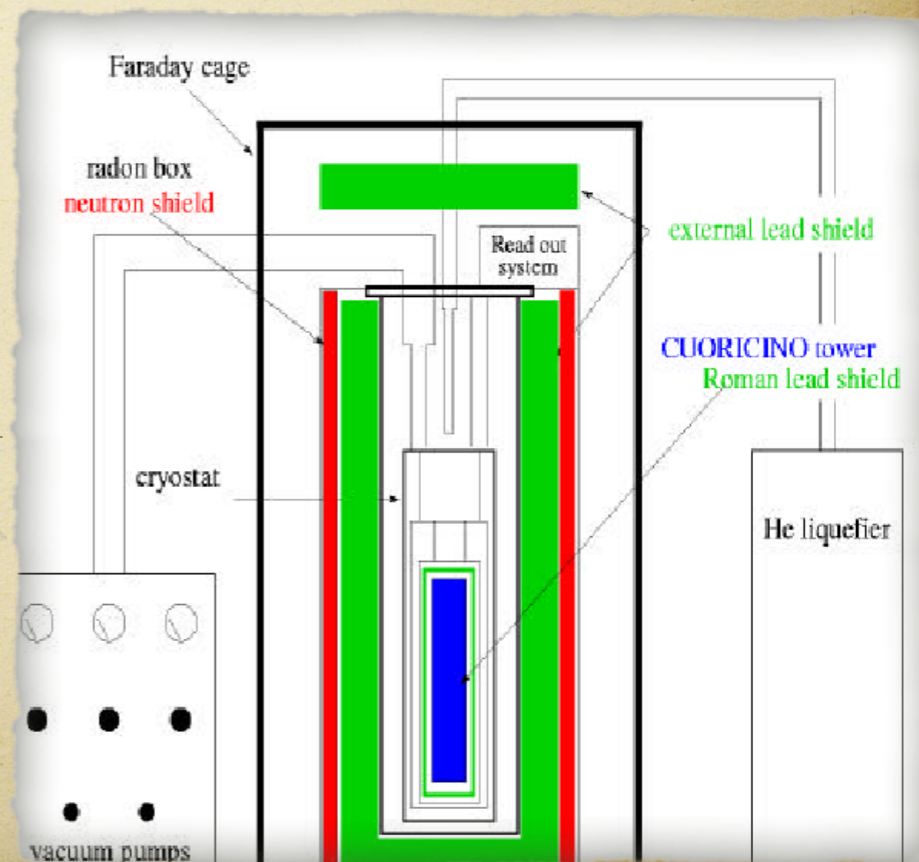 Faraday cage
radon box
neutron shield
Read out
system
external lead shield
CUORICINO tower
Roman lead shield
cryostat
He liquefier
vacuum pumps